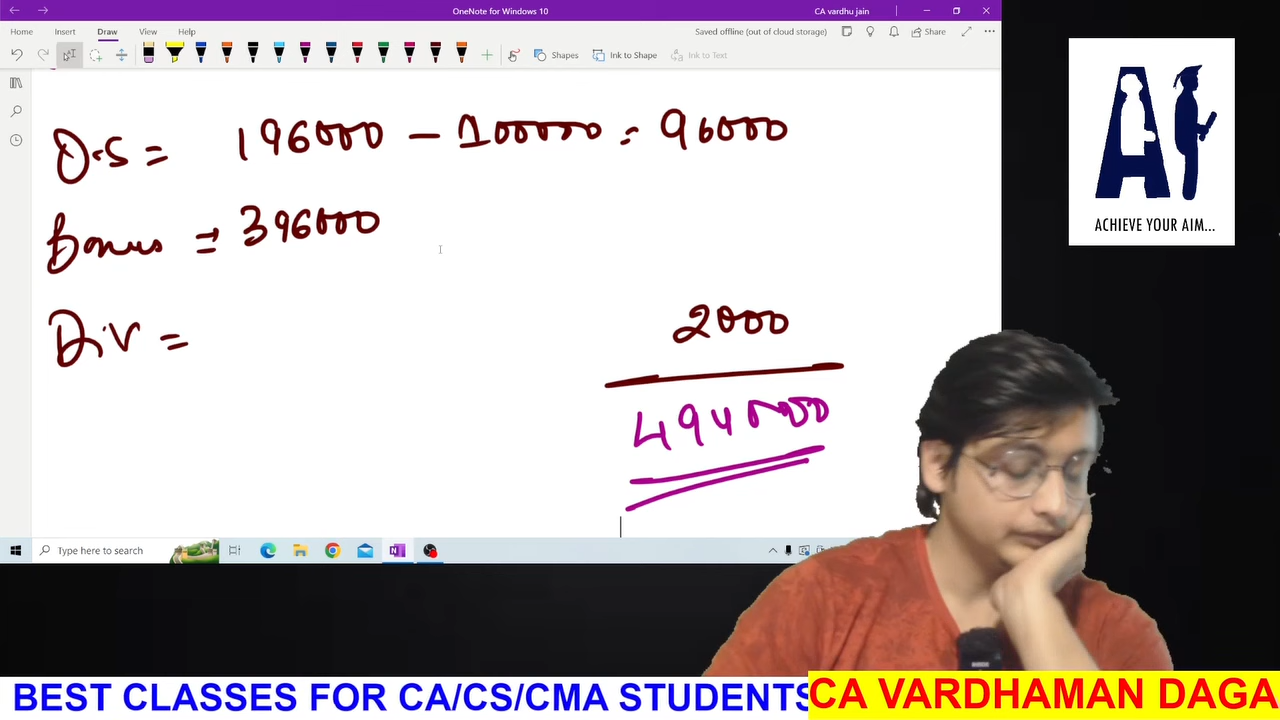 OneNote for Windows 10
CA vardhu jain
Home Insert Draw View Help
Saved offline (out of cloud storage)
Share
Shapes
Ink to Shape
Ink to Text
O.S = 196000 - 100000 = 96000
Bonus = 396000
Div =
2000
494000
ACHIEVE YOUR AIM...
Type here to search
BEST CLASSES FOR CA/CS/CMA STUDENTS
CA VARDHAMAN DAGA